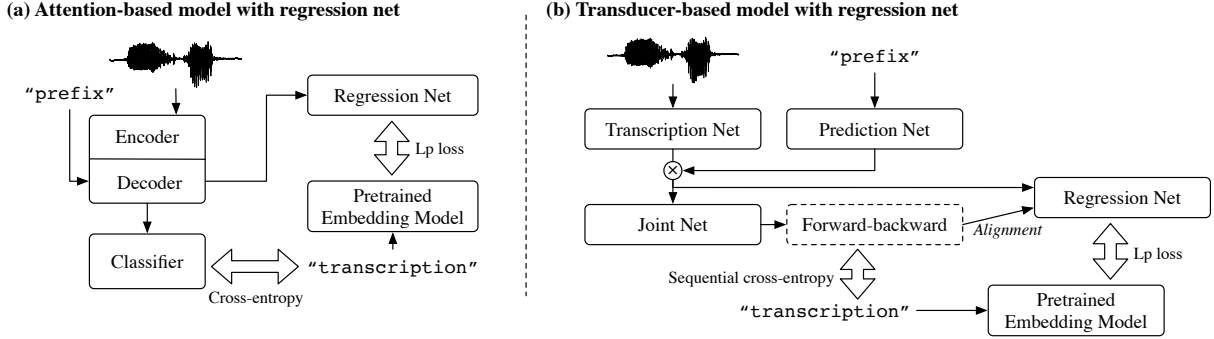 (a) Attention-based model with regression net
“prefix”
Encoder
Decoder
Classifier
Regression Net
Lp loss
Pretrained
Embedding Model
“transcription”
Cross-entropy
(b) Transducer-based model with regression net
“prefix”
Transcription Net
Prediction Net
Joint Net
Forward-backward
Alignment
Regression Net
Sequential cross-entropy
Lp loss
“transcription”
Pretrained
Embedding Model